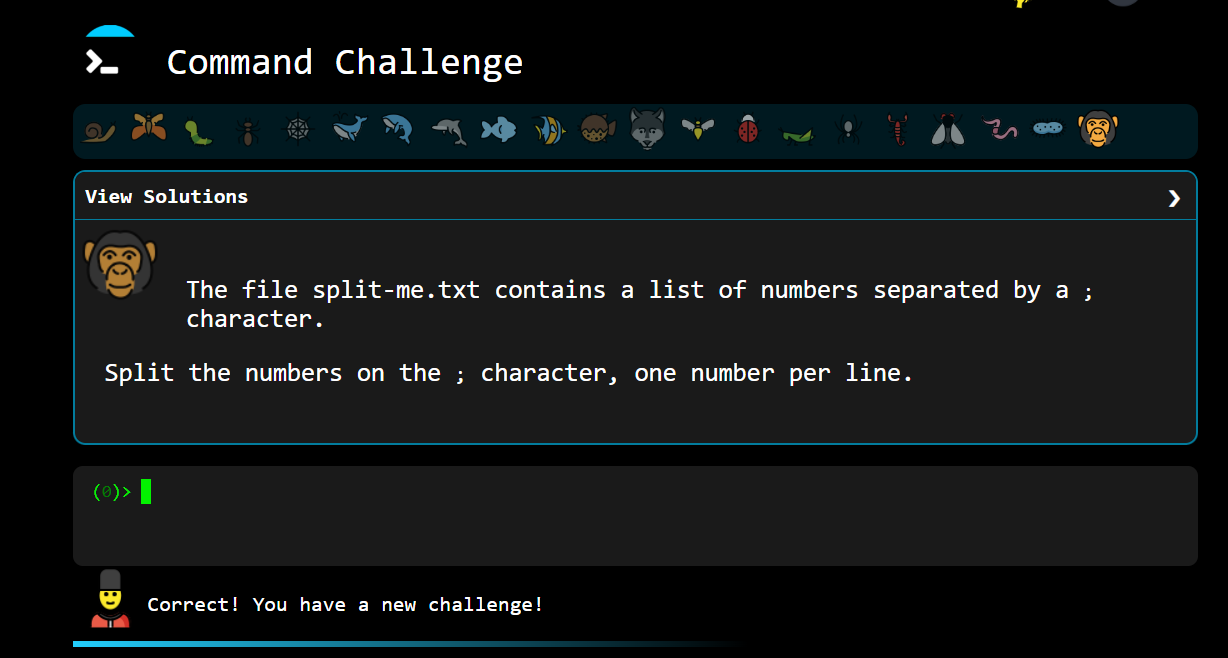 Command Challenge
View Solutions
The file split-me.txt contains a list of numbers separated by a ;
character.
Split the numbers on the ; character, one number per line.
(0)>
Correct! You have a new challenge!